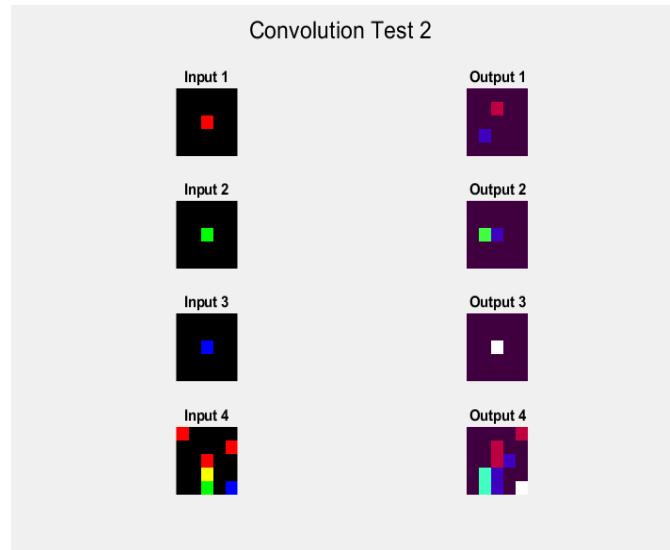 Convolution Test 2
Input 1
Output 1
Input 2
Output 2
Input 3
Output 3
Input 4
Output 4